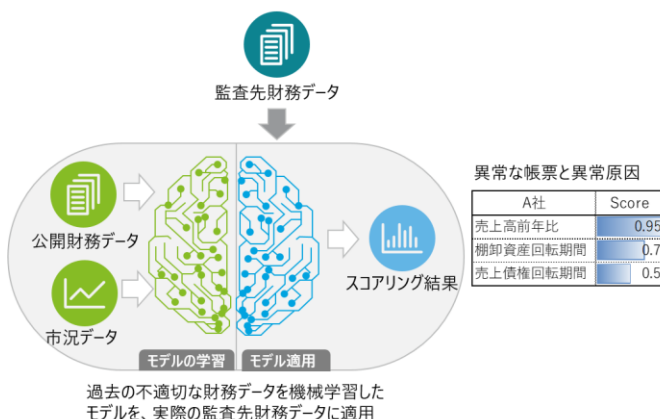 監査先財務データ
公開財務データ
市況データ
スコアリング結果
モデルの学習
モデル適用
過去の不適切な財務データを機械学習した
モデルを、実際の監査先財務データに適用
異常な帳票と異常原因
A社 Score
売上高前年比 0.95
棚卸資産回転期間 0.7
売上債権回転期間 0.5